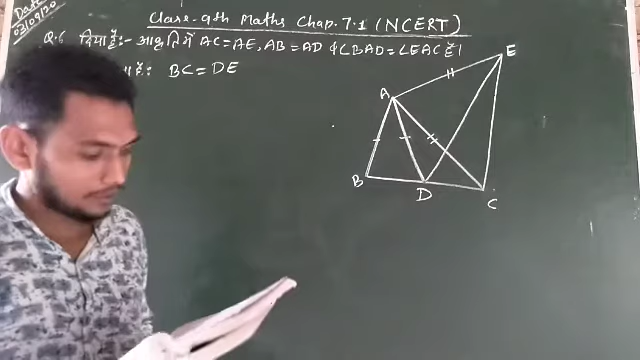 Date
03/09/20
Class-9th Maths Chap. 7.1 (NCERT)
Q.6 दिया है:- आकृति में AC=AE, AB=AD & ∠BAD=∠EAC है।
है: BC=DE
E
A
B
D
C